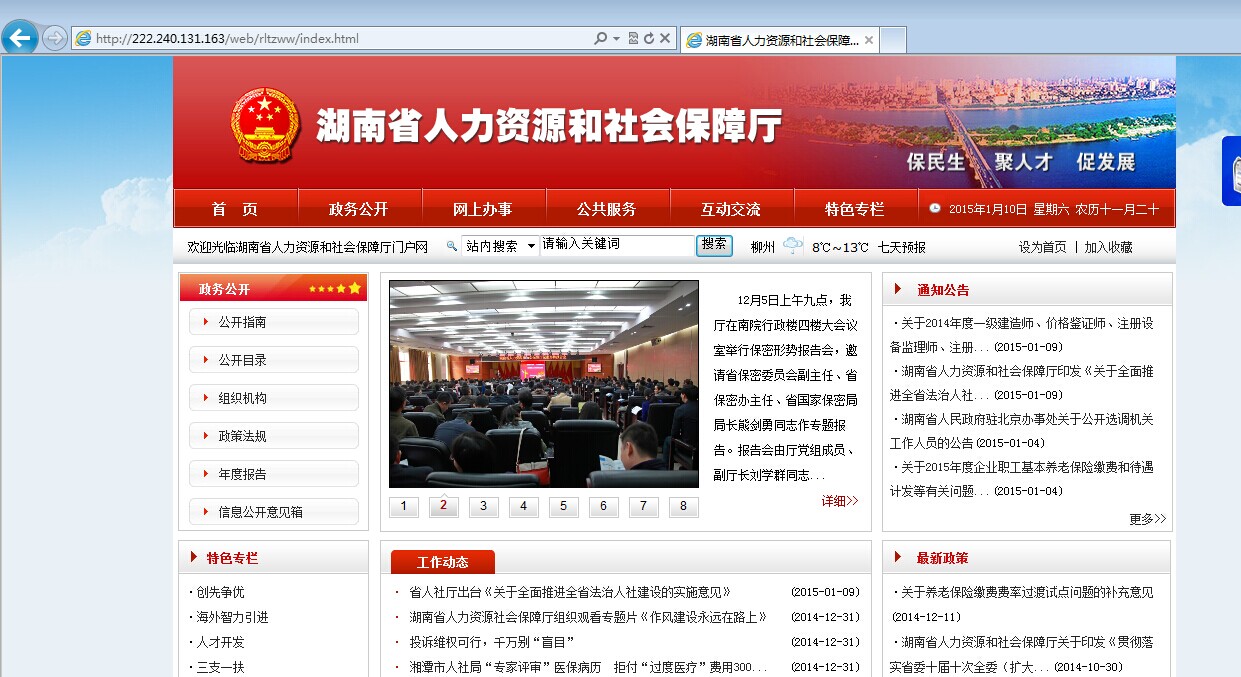 http://222.240.131.163/web/rltzww/index.html
湖南省人力资源和社会保障...
湖南省人力资源和社会保障厅
保民生 聚人才 促发展
首 页 政务公开 网上办事 公共服务 互动交流 特色专栏 2015年1月10日 星期六 农历十一月二十
欢迎光临湖南省人力资源和社会保障厅门户网 站内搜索 请输入关键词 搜索 柳州 8℃~13℃ 七天预报 设为首页 | 加入收藏
政务公开
公开指南
公开目录
组织机构
政策法规
年度报告
信息公开意见箱
12月5日上午九点，我
厅在南院行政楼四楼大会议
室举行保密形势报告会，邀
请省保密委员会副主任、省
保密办主任、省国家保密局
局长熊剑勇同志作专题报
告。报告会由厅党组成员、
副厅长刘学群同志...
详细>>
1 2 3 4 5 6 7 8
通知公告
·关于2014年度一级建造师、价格鉴证师、注册设
备监理师、注册... (2015-01-09)
·湖南省人力资源和社会保障厅印发《关于全面推
进全省法治人社... (2015-01-09)
·湖南省人民政府驻北京办事处关于公开选调机关
工作人员的公告 (2015-01-04)
·关于2015年度企业职工基本养老保险缴费和待遇
计发等有关问题... (2015-01-04)
更多>>
特色专栏
·创先争优
·海外智力引进
·人才开发
·三支一扶
工作动态
· 省人社厅出台《关于全面推进全省法治人社建设的实施意见》 (2015-01-09)
· 湖南省人力资源社会保障厅组织观看专题片《作风建设永远在路上》 (2014-12-31)
· 投诉维权可行，千万别“盲目” (2014-12-31)
· 湘潭市人社局“专家评审”医保病历 拒付“过度医疗”费用300... (2014-12-31)
最新政策
·关于养老保险缴费费率过渡试点问题的补充意见
(2014-12-11)
·湖南省人力资源和社会保障厅关于印发《贯彻落
实省委十届十次全委（扩大... (2014-10-30)